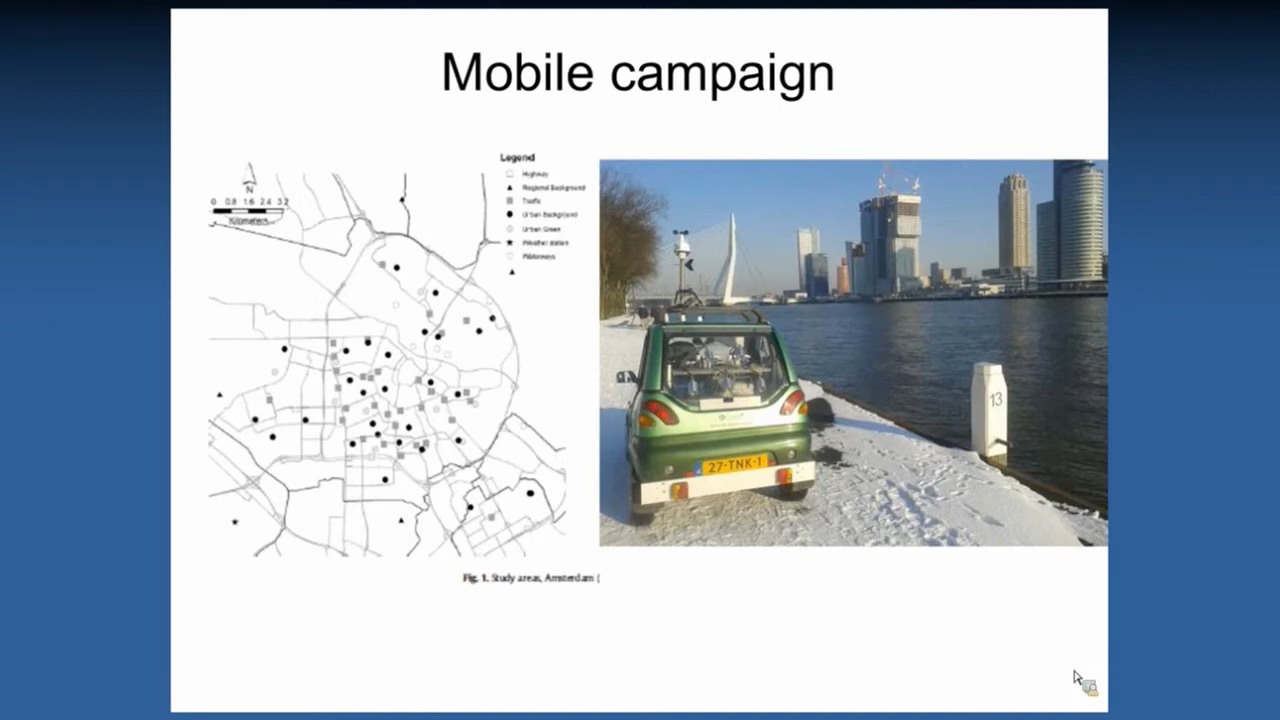 Mobile campaign
Legend
Highway
Regional Background
Traffic
Urban Background
Urban Green
Weather station
Waterways
N
0 0.8 1.6 2.4 3.2
Kilometers
13
27-TNK-1
Fig. 1. Study areas, Amsterdam (